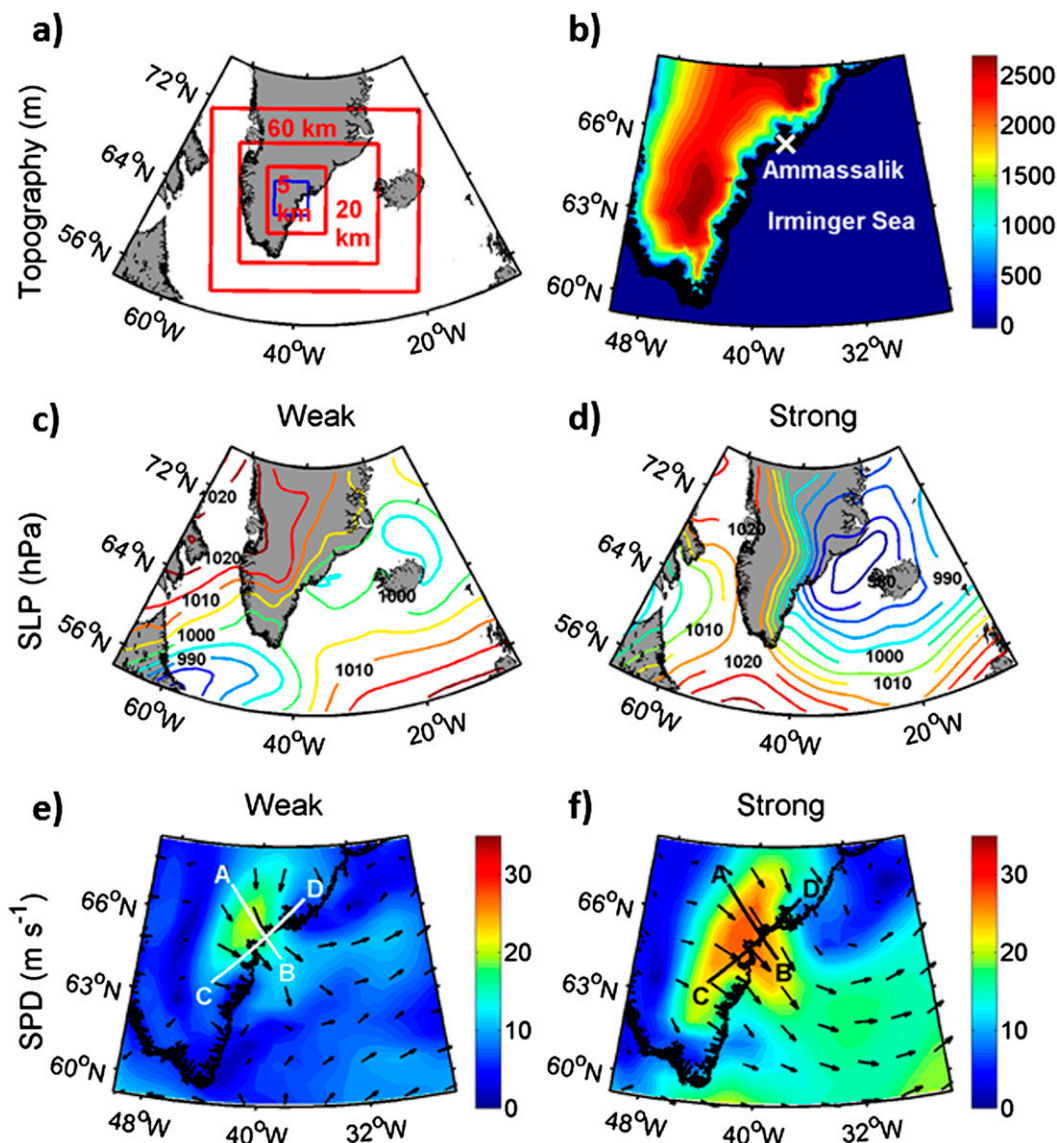 a)
b)
Topography (m)
72°N
64°N
56°N
60°W
40°W
20°W
60 km
5
km
20
km
66°N
63°N
60°N
48°W
40°W
32°W
Ammassalik
Irminger Sea
2500
2000
1500
1000
500
0
c)
Weak
d)
Strong
SLP (hPa)
72°N
64°N
56°N
60°W
40°W
20°W
1020
1020
1010
1000
990
1000
1010
72°N
64°N
56°N
60°W
40°W
20°W
1020
1010
1020
980
990
1000
1010
e)
Weak
f)
Strong
SPD (m s-1)
66°N
63°N
60°N
48°W
40°W
32°W
A
D
B
C
30
20
10
0
66°N
63°N
60°N
48°W
40°W
32°W
A
D
B
C
30
20
10
0